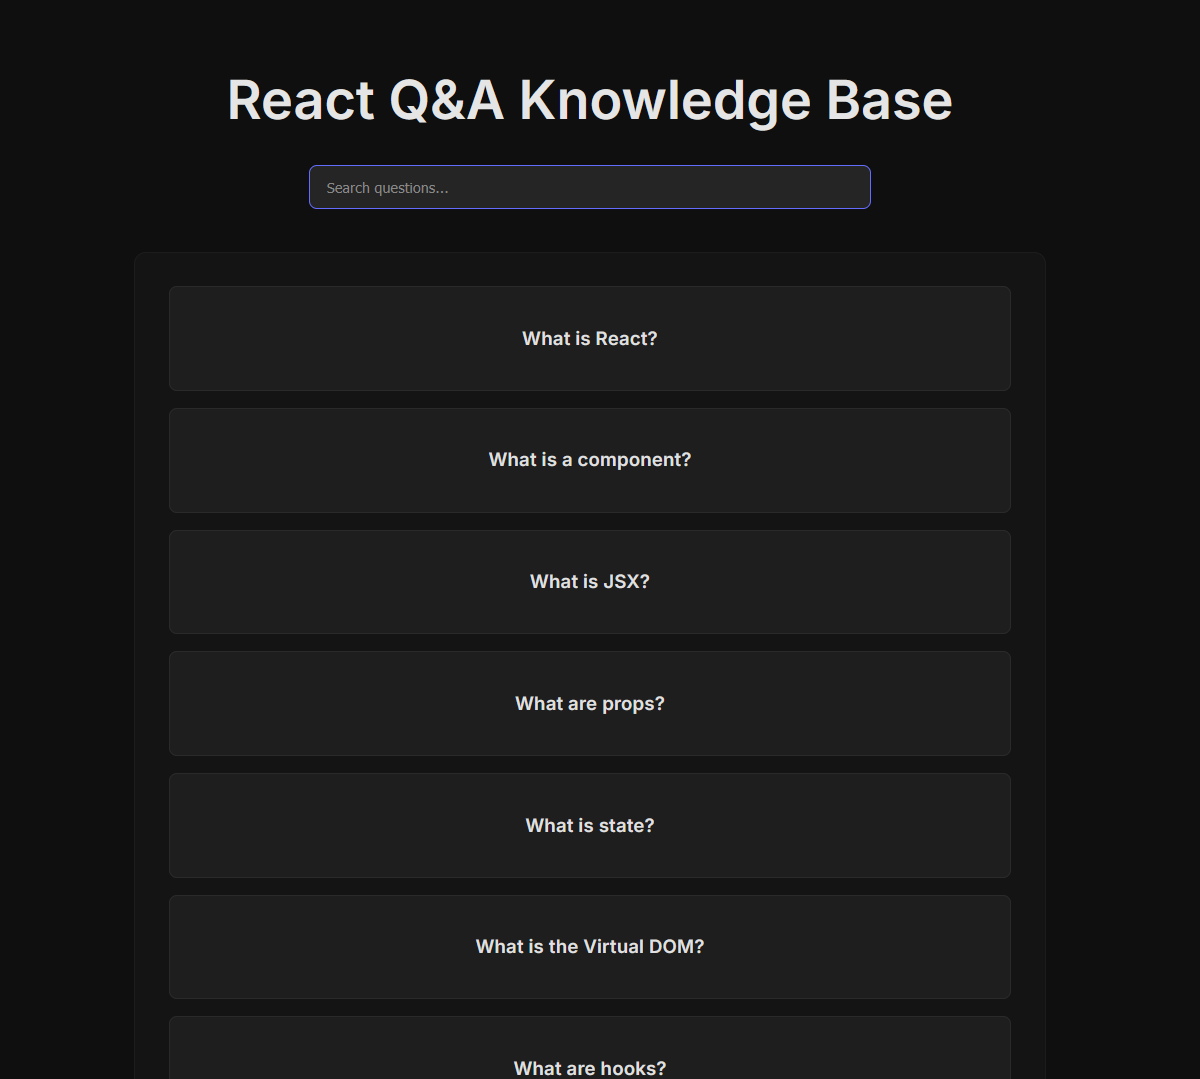 React Q&A Knowledge Base
Search questions...
What is React?
What is a component?
What is JSX?
What are props?
What is state?
What is the Virtual DOM?
What are hooks?